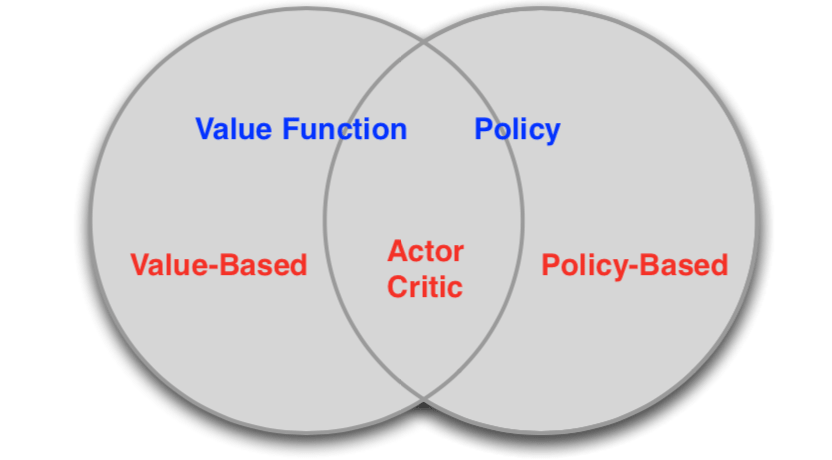 Value Function
Policy
Value-Based
Actor
Critic
Policy-Based